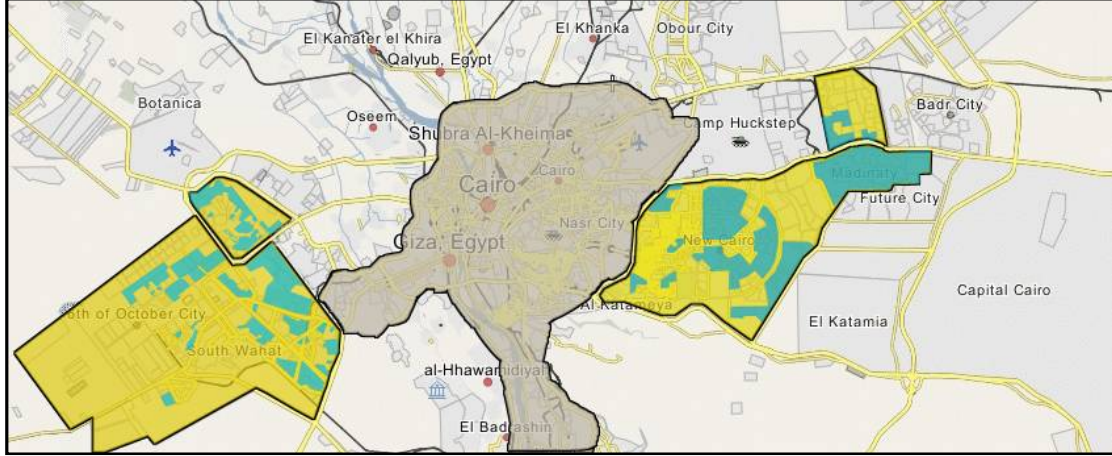 El Kanater el Khira
El Khanka
Obour City
Qalyub, Egypt
Botanica
Badr City
Oseem
Camp Huckstep
Shubra Al-Kheima
Cairo
Cairo
Madinaty
Future City
Nasr City
Giza, Egypt
New Cairo
Capital Cairo
Al Katameya
6th of October City
El Katamia
South Wahat
al-Hhawamidiyah
El Badrashin